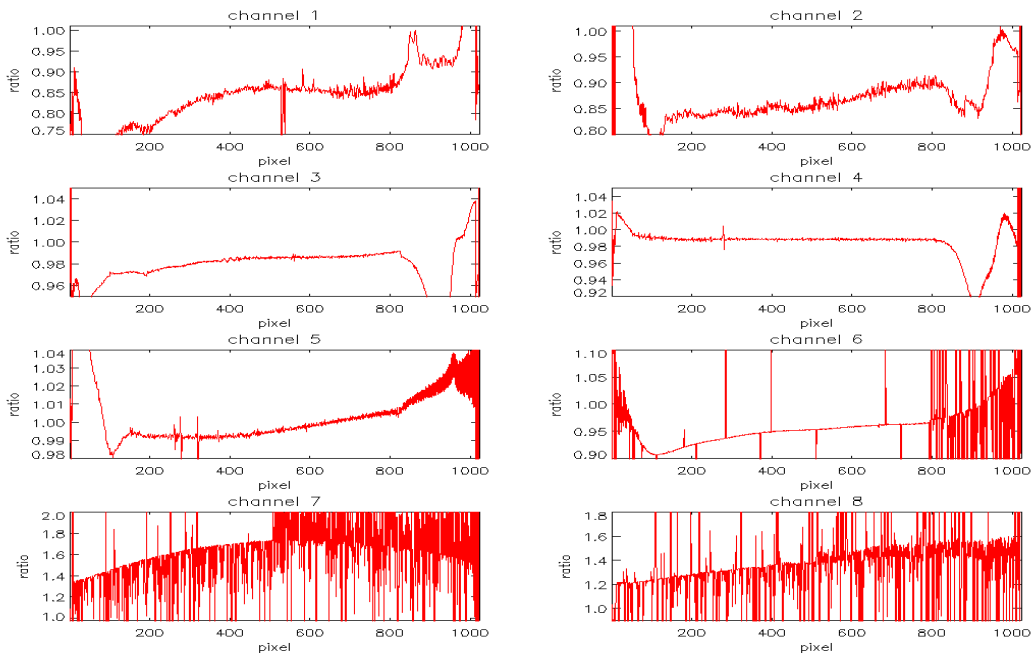 channel 1
ratio
1.00
0.95
0.90
0.85
0.80
0.75
200 400 600 800 1000
pixel
channel 2
ratio
1.00
0.95
0.90
0.85
0.80
200 400 600 800 1000
pixel
channel 3
ratio
1.04
1.02
1.00
0.98
0.96
200 400 600 800 1000
pixel
channel 4
ratio
1.04
1.02
1.00
0.98
0.96
0.94
0.92
200 400 600 800 1000
pixel
channel 5
ratio
1.04
1.03
1.02
1.01
1.00
0.99
0.98
200 400 600 800 1000
pixel
channel 6
ratio
1.10
1.05
1.00
0.95
0.90
200 400 600 800 1000
pixel
channel 7
ratio
2.0
1.8
1.6
1.4
1.2
1.0
200 400 600 800 1000
pixel
channel 8
ratio
1.8
1.6
1.4
1.2
1.0
200 400 600 800 1000
pixel